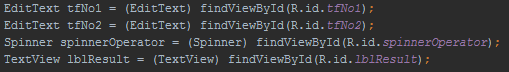 EditText tfNo1 = (EditText) findViewById(R.id.tfNo1);
EditText tfNo2 = (EditText) findViewById(R.id.tfNo2);
Spinner spinnerOperator = (Spinner) findViewById(R.id.spinnerOperator);
TextView lblResult = (TextView) findViewById(R.id.lblResult);